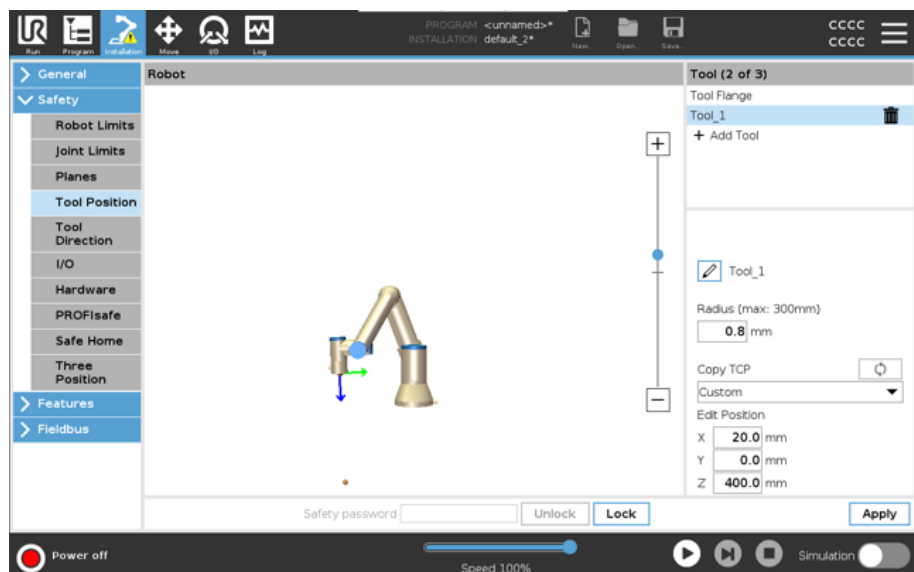 PROGRAM <unnamed>*
INSTALLATION default_2*
CCCC
CCCC
Run Program Installation Move I/O Log New... Open... Save...
General
Safety
Robot Limits
Joint Limits
Planes
Tool Position
Tool
Direction
I/O
Hardware
PROFIsafe
Safe Home
Three
Position
Features
Fieldbus
Robot
Tool (2 of 3)
Tool Flange
Tool_1
+ Add Tool
Tool_1
Radius (max: 300mm)
0.8 mm
Copy TCP
Custom
Edit Position
X 20.0 mm
Y 0.0 mm
Z 400.0 mm
Safety password Unlock Lock Apply
Power off
Speed 100%
Simulation